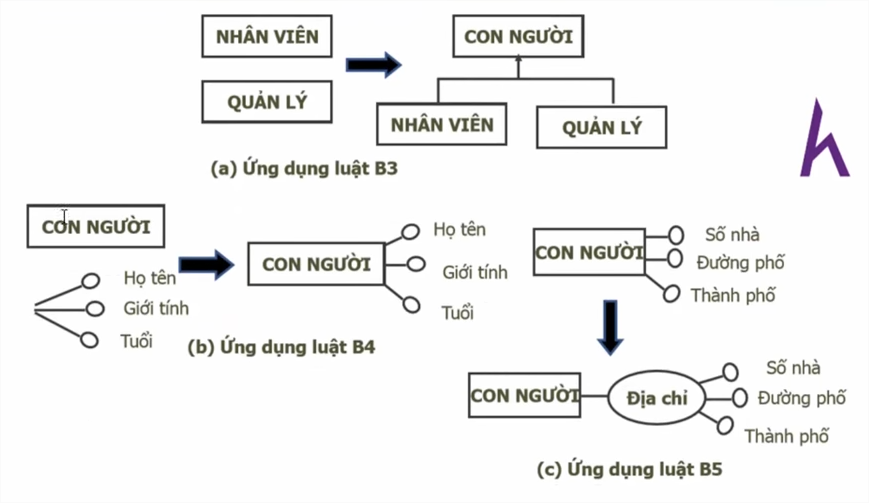 NHÂN VIÊN
QUẢN LÝ
CON NGƯỜI
NHÂN VIÊN
QUẢN LÝ
(a) Ứng dụng luật B3
CON NGƯỜI
Họ tên
Giới tính
Tuổi
CON NGƯỜI
Họ tên
Giới tính
Tuổi
(b) Ứng dụng luật B4
CON NGƯỜI
Số nhà
Đường phố
Thành phố
CON NGƯỜI
Địa chỉ
Số nhà
Đường phố
Thành phố
(c) Ứng dụng luật B5